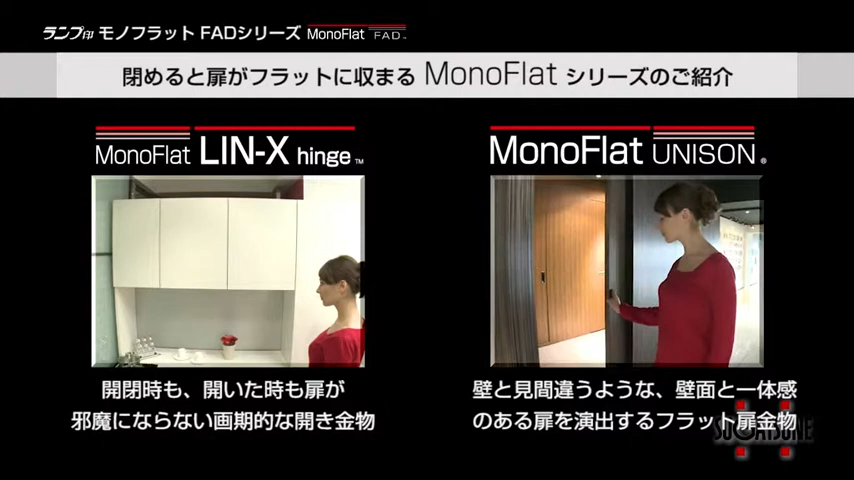 ランプ印 モノフラット FADシリーズ MonoFlat FAD™
閉めると扉がフラットに収まる MonoFlat シリーズのご紹介
MonoFlat LIN-X hinge™
MonoFlat UNISON®
開閉時も、開いた時も扉が
邪魔にならない画期的な開き金物
壁と見間違うような、壁面と一体感
のある扉を演出するフラット扉金物
SUGATSUNE